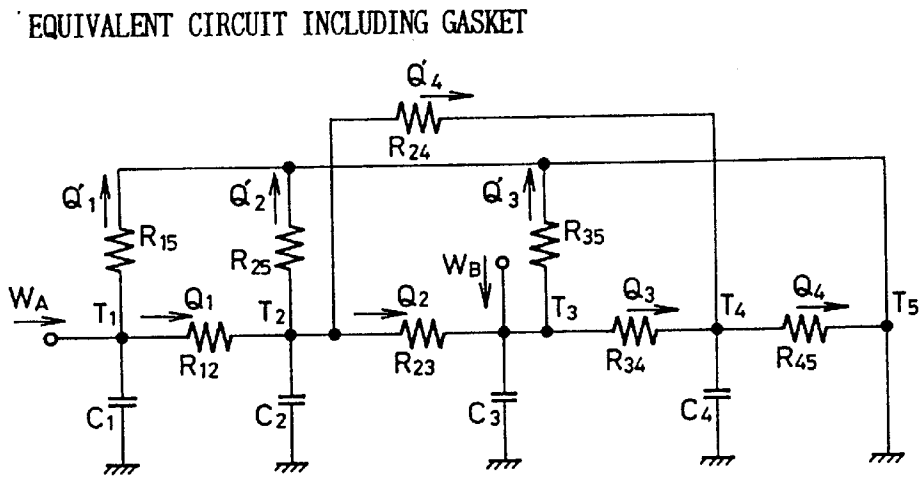 EQUIVALENT CIRCUIT INCLUDING GASKET
Q'4
R24
Q'1
Q'2
Q'3
R15
R25
R35
WB
WA
T1
Q1
T2
Q2
T3
Q3
T4
Q4
T5
R12
R23
R34
R45
C1
C2
C3
C4